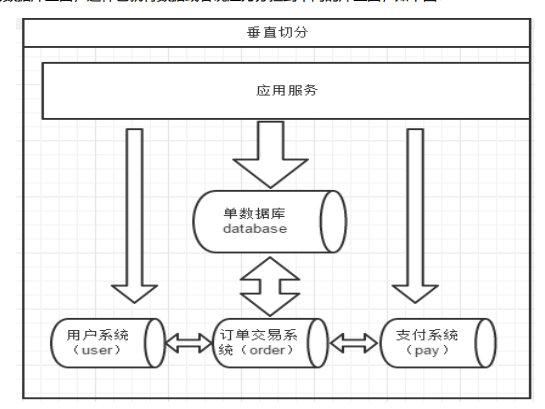 垂直切分
应用服务
单数据库
database
用户系统
（user）
订单交易系
统（order）
支付系统
（pay）